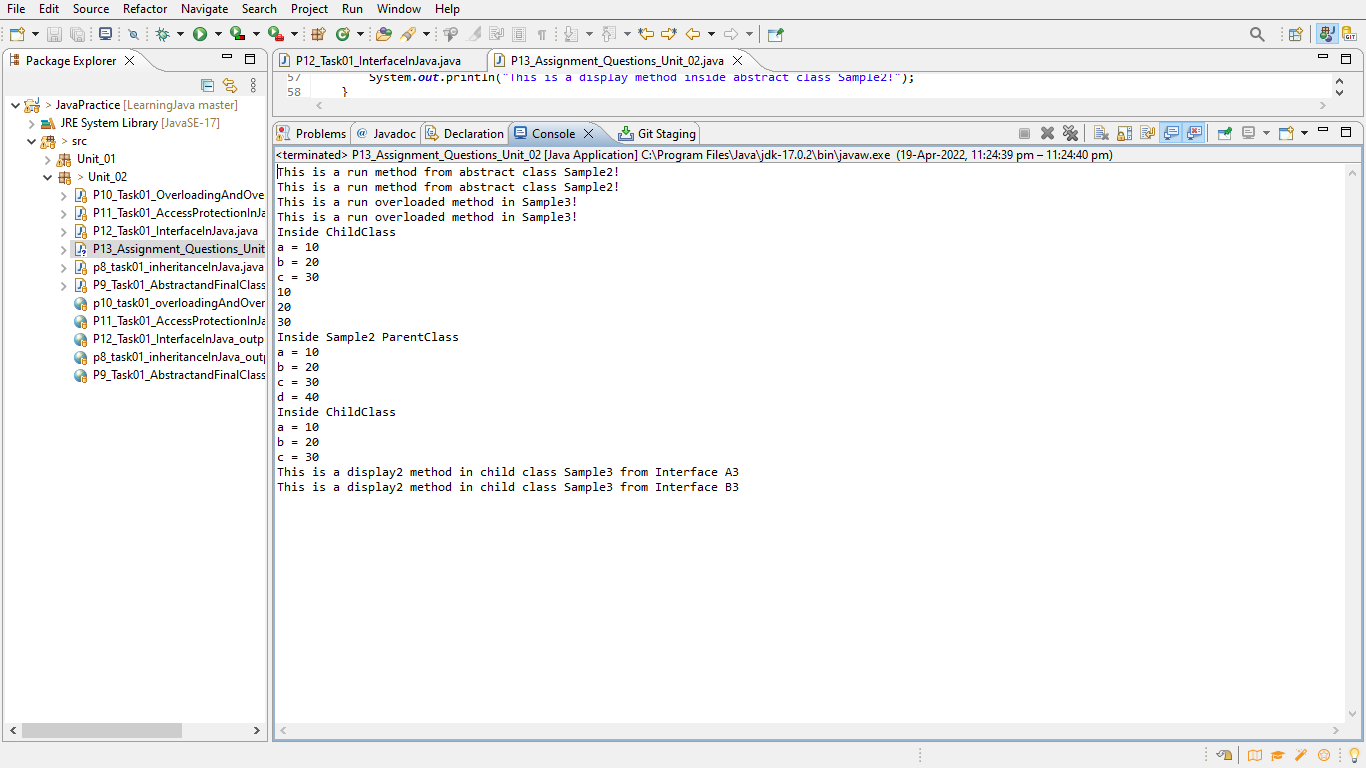 File Edit Source Refactor Navigate Search Project Run Window Help
Package Explorer
> JavaPractice [LearningJava master]
JRE System Library [JavaSE-17]
> src
Unit_01
> Unit_02
P10_Task01_OverloadingAndOve
P11_Task01_AccessProtectionInJa
P12_Task01_InterfaceInJava.java
P13_Assignment_Questions_Unit
p8_task01_inheritanceInJava.java
P9_Task01_AbstractandFinalClass
p10_task01_overloadingAndOver
P11_Task01_AccessProtectionInJa
P12_Task01_InterfaceInJava_outp
p8_task01_inheritanceInJava_outp
P9_Task01_AbstractandFinalClass
P12_Task01_InterfaceInJava.java P13_Assignment_Questions_Unit_02.java
57 System.out.println("This is a display method inside abstract class Sample2!");
58 }
Problems @ Javadoc Declaration Console Git Staging
<terminated> P13_Assignment_Questions_Unit_02 [Java Application] C:\Program Files\Java\jdk-17.0.2\bin\javaw.exe (19-Apr-2022, 11:24:39 pm – 11:24:40 pm)
This is a run method from abstract class Sample2!
This is a run method from abstract class Sample2!
This is a run overloaded method in Sample3!
This is a run overloaded method in Sample3!
Inside ChildClass
a = 10
b = 20
c = 30
10
20
30
Inside Sample2 ParentClass
a = 10
b = 20
c = 30
d = 40
Inside ChildClass
a = 10
b = 20
c = 30
This is a display2 method in child class Sample3 from Interface A3
This is a display2 method in child class Sample3 from Interface B3